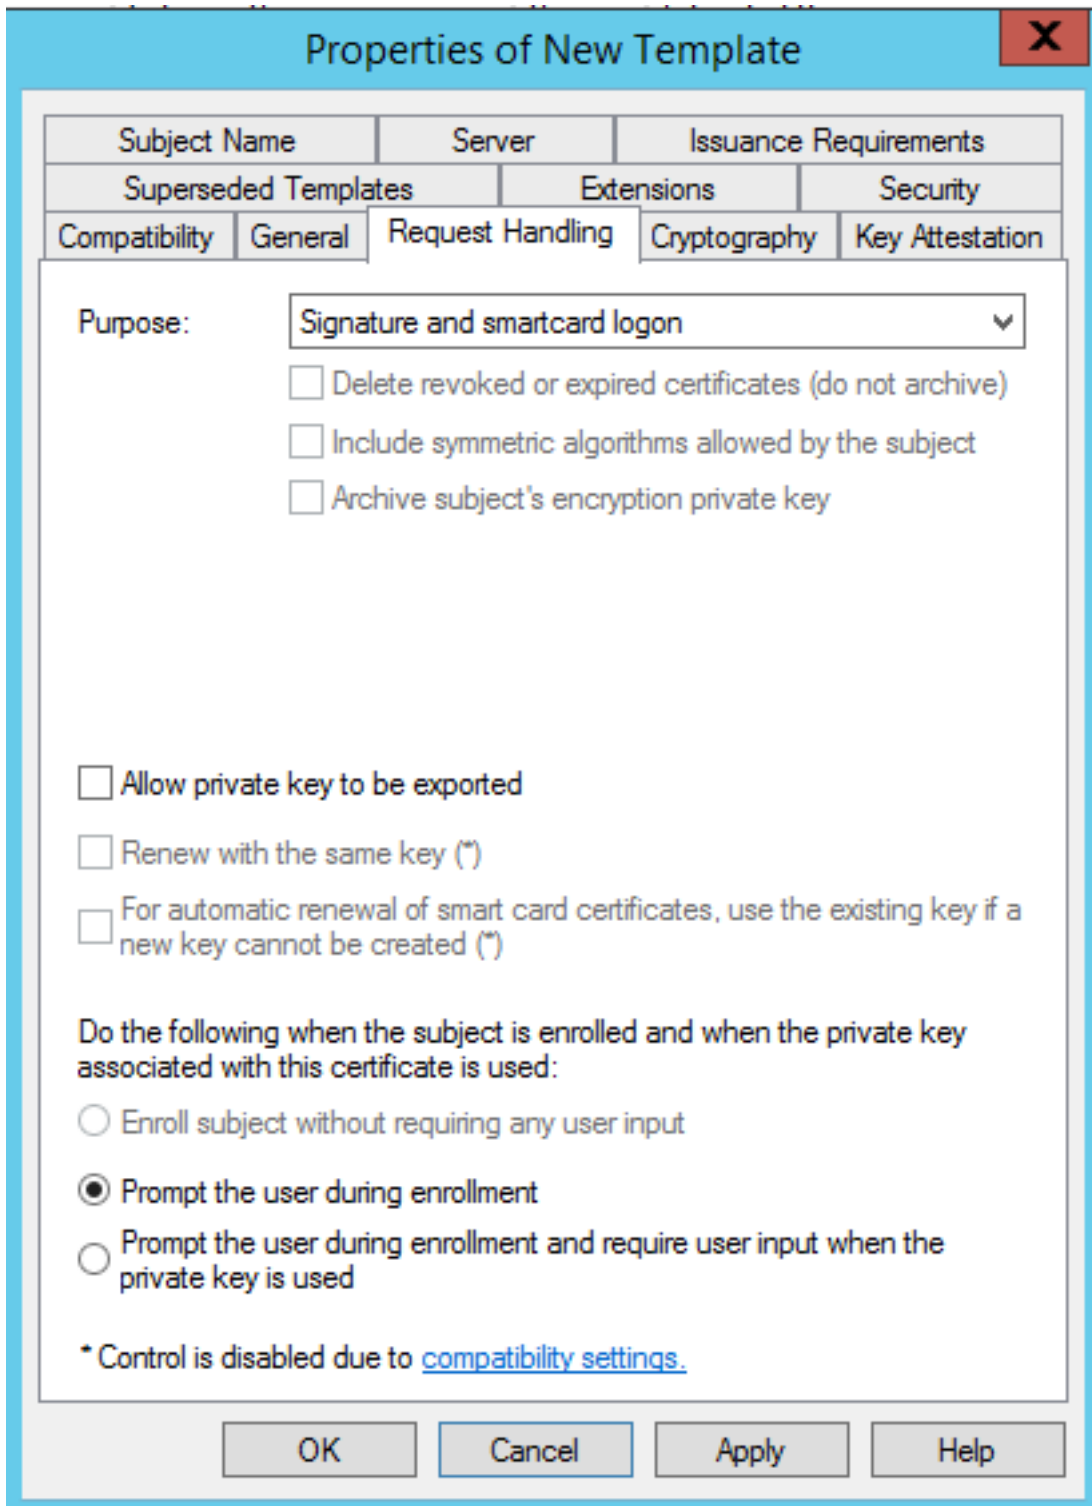 Properties of New Template
X
Subject Name Server Issuance Requirements
Superseded Templates Extensions Security
Compatibility General Request Handling Cryptography Key Attestation
Purpose: Signature and smartcard logon
Delete revoked or expired certificates (do not archive)
Include symmetric algorithms allowed by the subject
Archive subject's encryption private key
Allow private key to be exported
Renew with the same key (*)
For automatic renewal of smart card certificates, use the existing key if a
new key cannot be created (*)
Do the following when the subject is enrolled and when the private key
associated with this certificate is used:
Enroll subject without requiring any user input
Prompt the user during enrollment
Prompt the user during enrollment and require user input when the
private key is used
* Control is disabled due to compatibility settings.
OK Cancel Apply Help